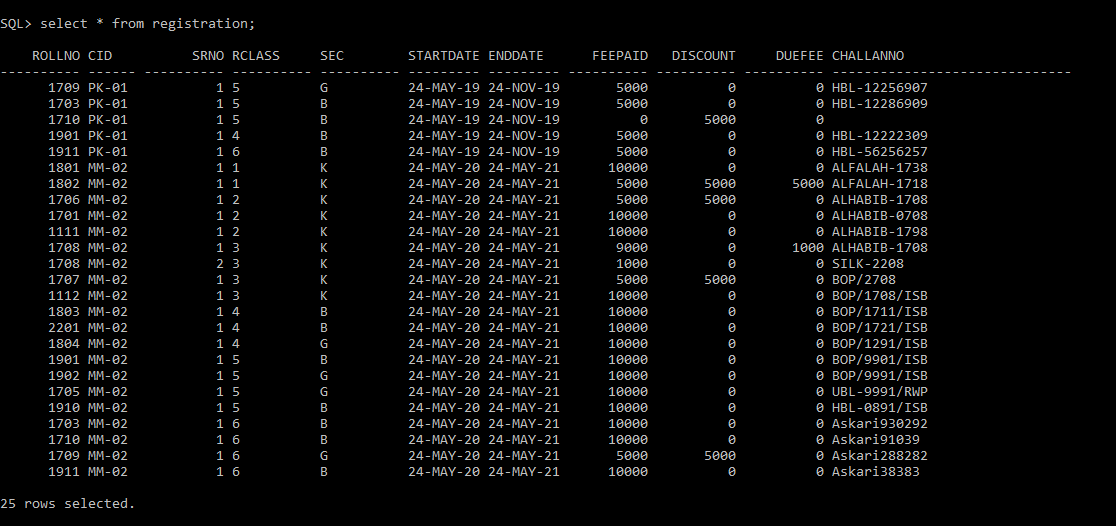 SQL> select * from registration;
    ROLLNO CID          SRNO RCLASS     SEC        STARTDATE ENDDATE      FEEPAID   DISCOUNT     DUEFEE CHALLANNO
---------- ------ ---------- ---------- ---------- --------- --------- ---------- ---------- ---------- ------------------------------
      1709 PK-01           1 5          G          24-MAY-19 24-NOV-19       5000          0          0 HBL-12256907
      1703 PK-01           1 5          B          24-MAY-19 24-NOV-19       5000          0          0 HBL-12286909
      1710 PK-01           1 5          B          24-MAY-19 24-NOV-19          0       5000          0
      1901 PK-01           1 4          B          24-MAY-19 24-NOV-19       5000          0          0 HBL-12222309
      1911 PK-01           1 6          B          24-MAY-19 24-NOV-19       5000          0          0 HBL-56256257
      1801 MM-02           1 1          K          24-MAY-20 24-MAY-21      10000          0          0 ALFALAH-1738
      1802 MM-02           1 1          K          24-MAY-20 24-MAY-21       5000       5000       5000 ALFALAH-1718
      1706 MM-02           1 2          K          24-MAY-20 24-MAY-21       5000       5000          0 ALHABIB-1708
      1701 MM-02           1 2          K          24-MAY-20 24-MAY-21      10000          0          0 ALHABIB-0708
      1111 MM-02           1 2          K          24-MAY-20 24-MAY-21      10000          0          0 ALHABIB-1798
      1708 MM-02           1 3          K          24-MAY-20 24-MAY-21       9000          0       1000 ALHABIB-1708
      1708 MM-02           2 3          K          24-MAY-20 24-MAY-21       1000          0          0 SILK-2208
      1707 MM-02           1 3          K          24-MAY-20 24-MAY-21       5000       5000          0 BOP/2708
      1112 MM-02           1 3          K          24-MAY-20 24-MAY-21      10000          0          0 BOP/1708/ISB
      1803 MM-02           1 4          B          24-MAY-20 24-MAY-21      10000          0          0 BOP/1711/ISB
      2201 MM-02           1 4          B          24-MAY-20 24-MAY-21      10000          0          0 BOP/1721/ISB
      1804 MM-02           1 4          G          24-MAY-20 24-MAY-21      10000          0          0 BOP/1291/ISB
      1901 MM-02           1 5          B          24-MAY-20 24-MAY-21      10000          0          0 BOP/9901/ISB
      1902 MM-02           1 5          G          24-MAY-20 24-MAY-21      10000          0          0 BOP/9991/ISB
      1705 MM-02           1 5          G          24-MAY-20 24-MAY-21      10000          0          0 UBL-9991/RWP
      1910 MM-02           1 5          B          24-MAY-20 24-MAY-21      10000          0          0 HBL-0891/ISB
      1703 MM-02           1 6          B          24-MAY-20 24-MAY-21      10000          0          0 Askari930292
      1710 MM-02           1 6          B          24-MAY-20 24-MAY-21      10000          0          0 Askari91039
      1709 MM-02           1 6          G          24-MAY-20 24-MAY-21       5000       5000          0 Askari288282
      1911 MM-02           1 6          B          24-MAY-20 24-MAY-21      10000          0          0 Askari38383
25 rows selected.